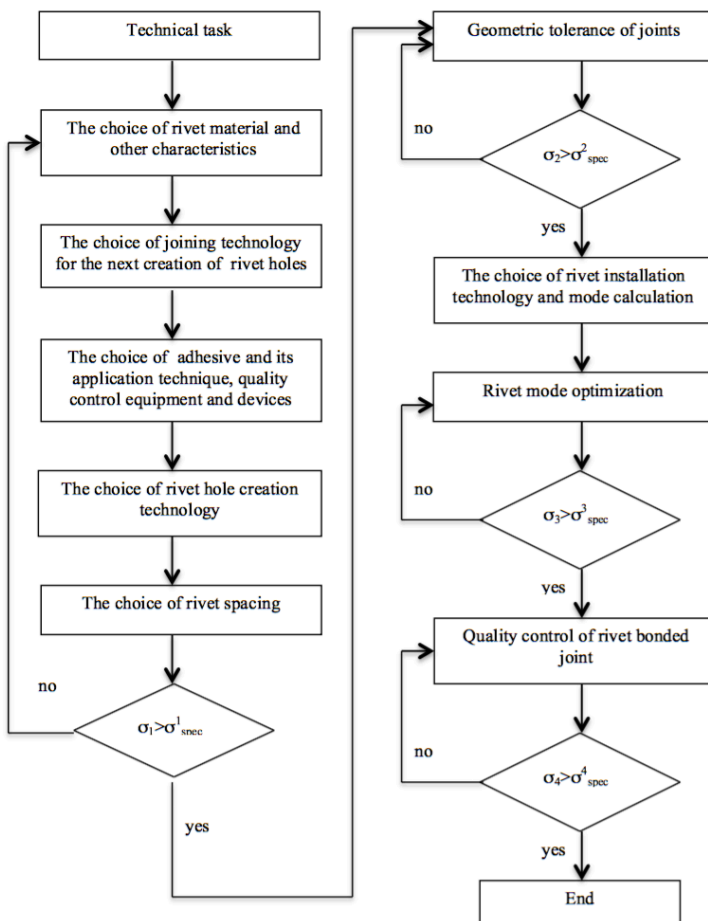 Technical task
The choice of rivet material and
other characteristics
The choice of joining technology
for the next creation of rivet holes
The choice of adhesive and its
application technique, quality
control equipment and devices
The choice of rivet hole creation
technology
The choice of rivet spacing
no
σ₁>σ¹spec
yes
Geometric tolerance of joints
no
σ₂>σ²spec
yes
The choice of rivet installation
technology and mode calculation
Rivet mode optimization
no
σ₃>σ³spec
yes
Quality control of rivet bonded
joint
no
σ₄>σ⁴spec
yes
End